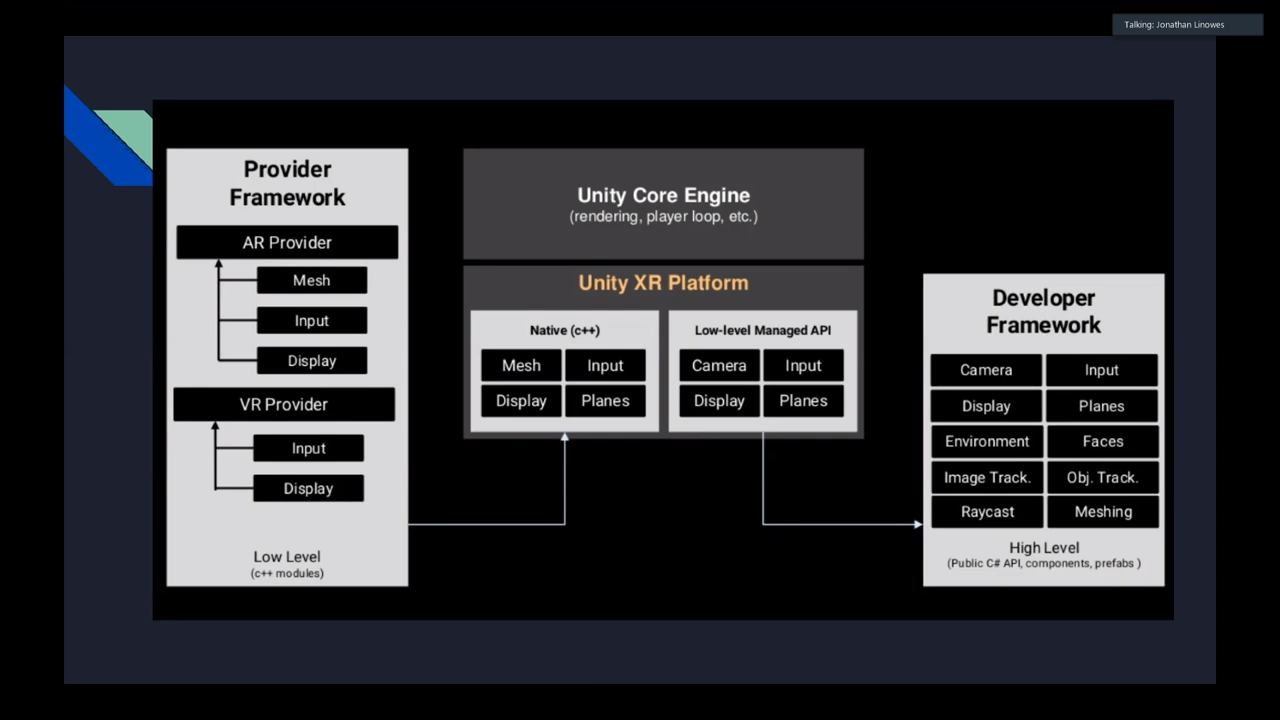 Talking: Jonathan Linowes
Provider
Framework
AR Provider
Mesh
Input
Display
VR Provider
Input
Display
Low Level
(c++ modules)
Unity Core Engine
(rendering, player loop, etc.)
Unity XR Platform
Native (c++)
Mesh
Input
Display
Planes
Low-level Managed API
Camera
Input
Display
Planes
Developer
Framework
Camera
Input
Display
Planes
Environment
Faces
Image Track.
Obj. Track.
Raycast
Meshing
High Level
(Public C# API, components, prefabs )